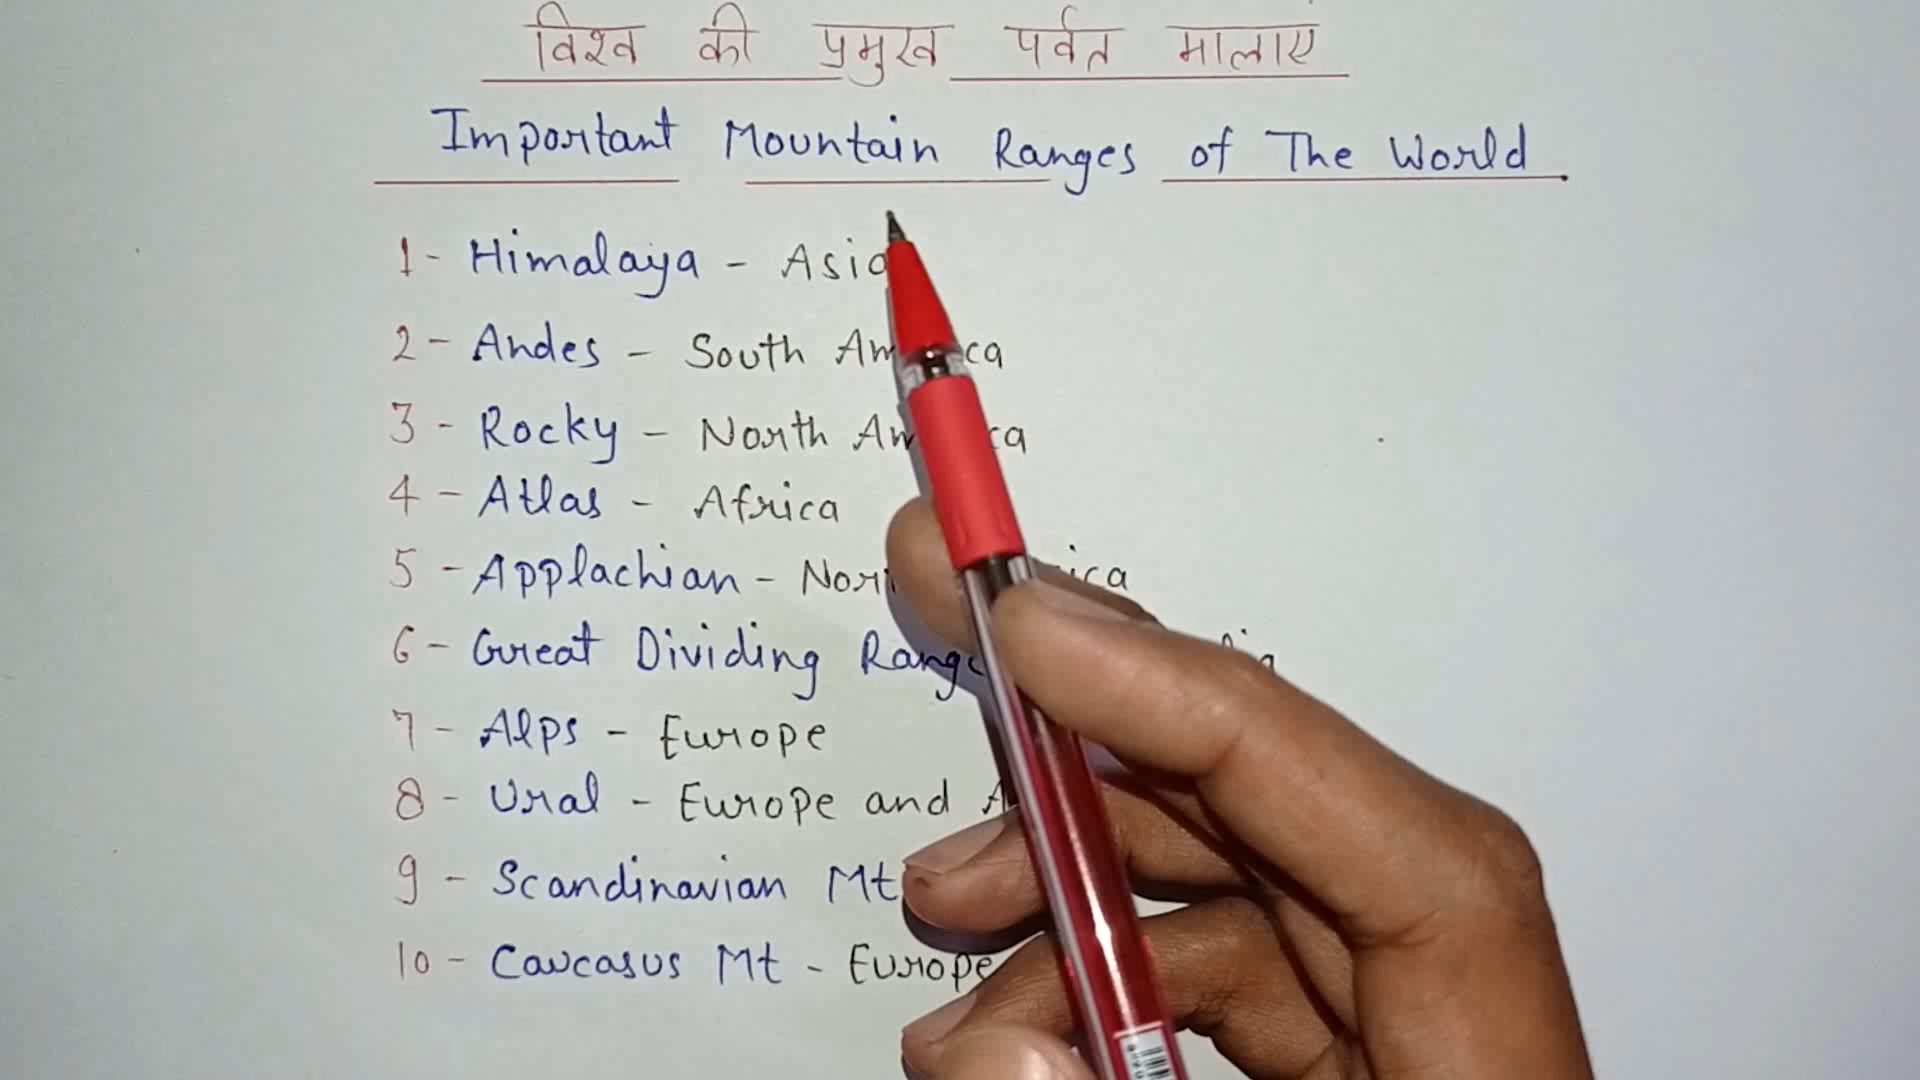 विश्व की प्रमुख पर्वत मालाएं
Important Mountain Ranges of The World
1 - Himalaya - Asia
2 - Andes - South
3 - Rocky - North
4 - Atlas - Africa
5 - Applachian -
6 - Great Dividing Range
7 - Alps - Europe
8 - Ural - Europe and
9 - Scandinavian Mt
10 - Caucasus Mt - Europe